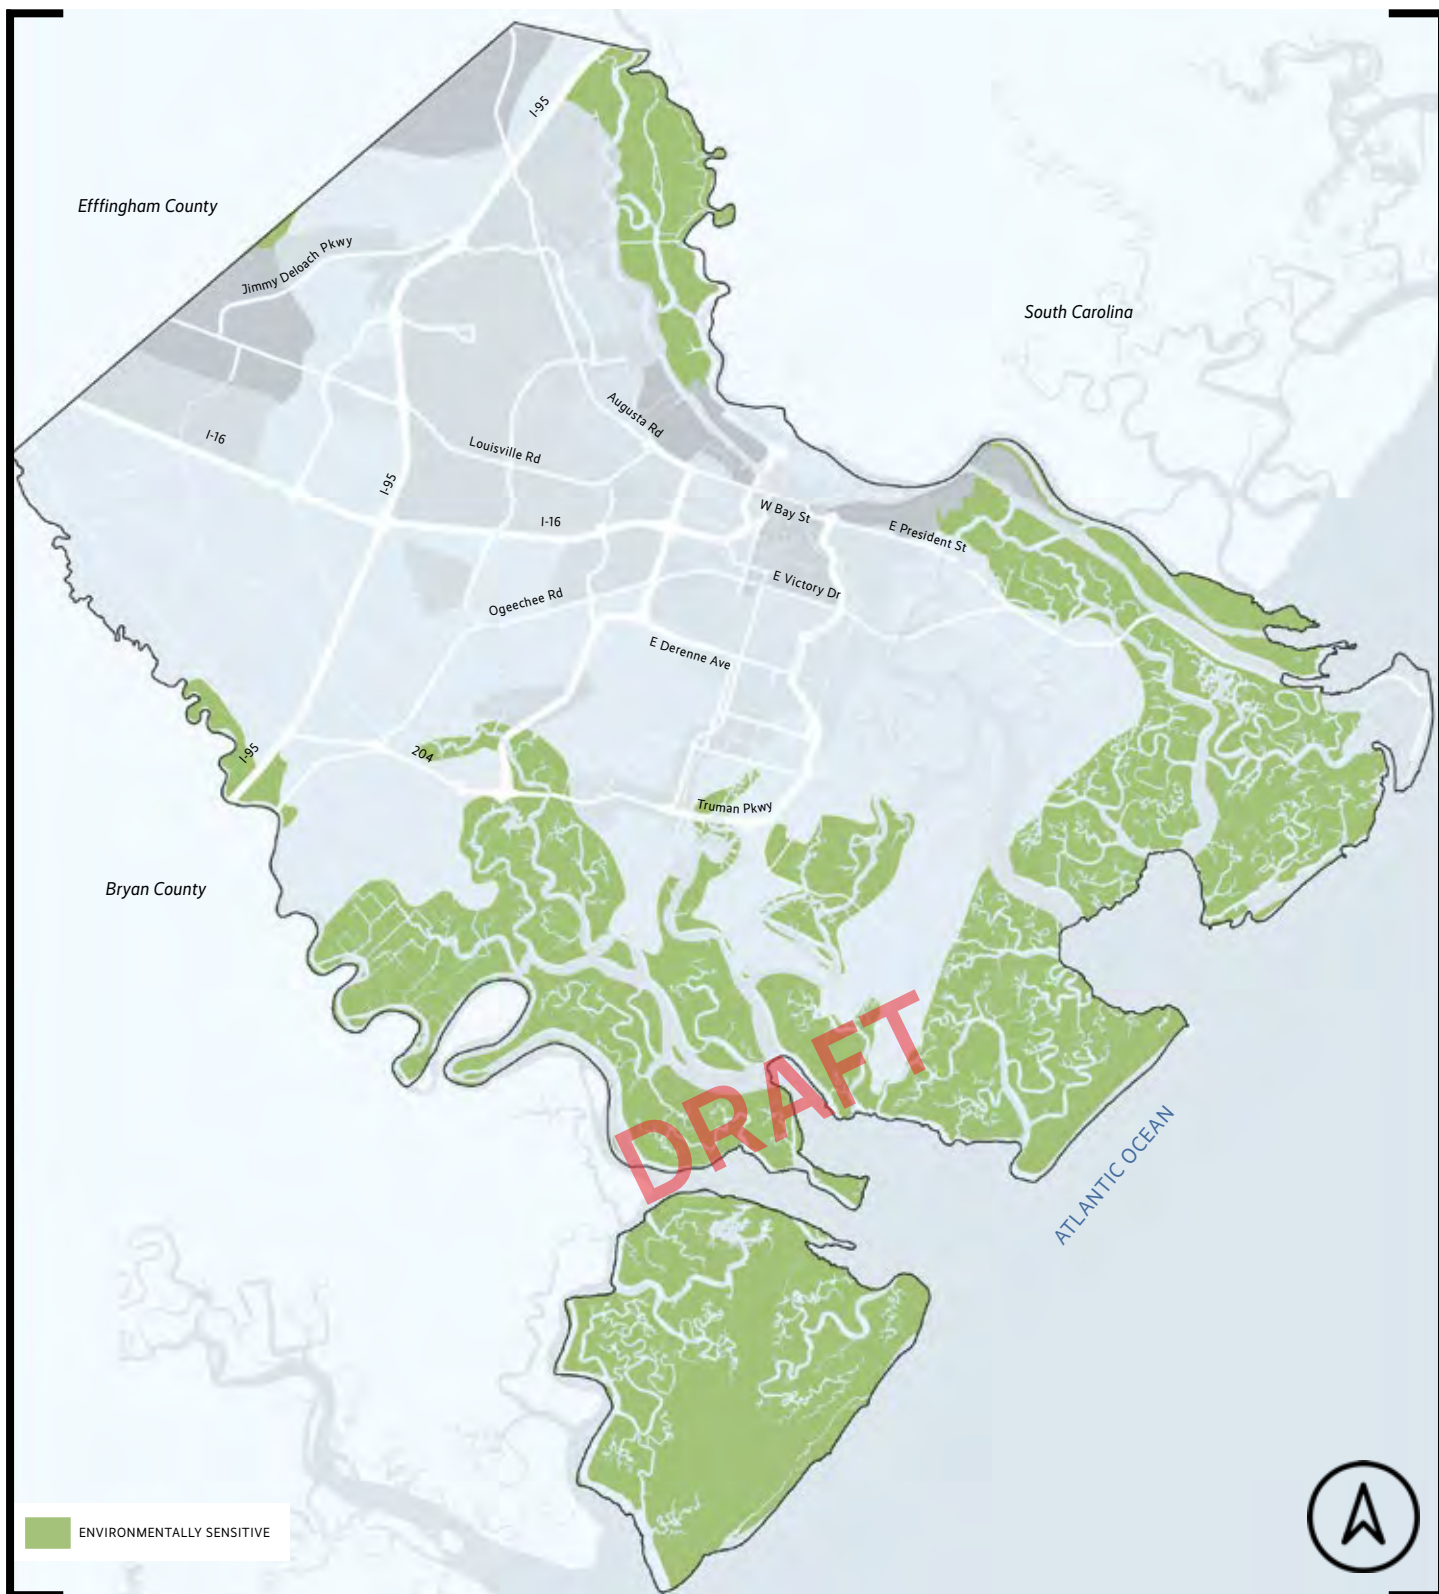 I-95
Efffingham County
Jimmy Deloach Pkwy
South Carolina
Augusta Rd
I-16
Louisville Rd
I-95
W Bay St
I-16
E President St
E Victory Dr
Ogeechee Rd
E Derenne Ave
I-95
204
Truman Pkwy
Bryan County
DRAFT
ATLANTIC OCEAN
ENVIRONMENTALLY SENSITIVE